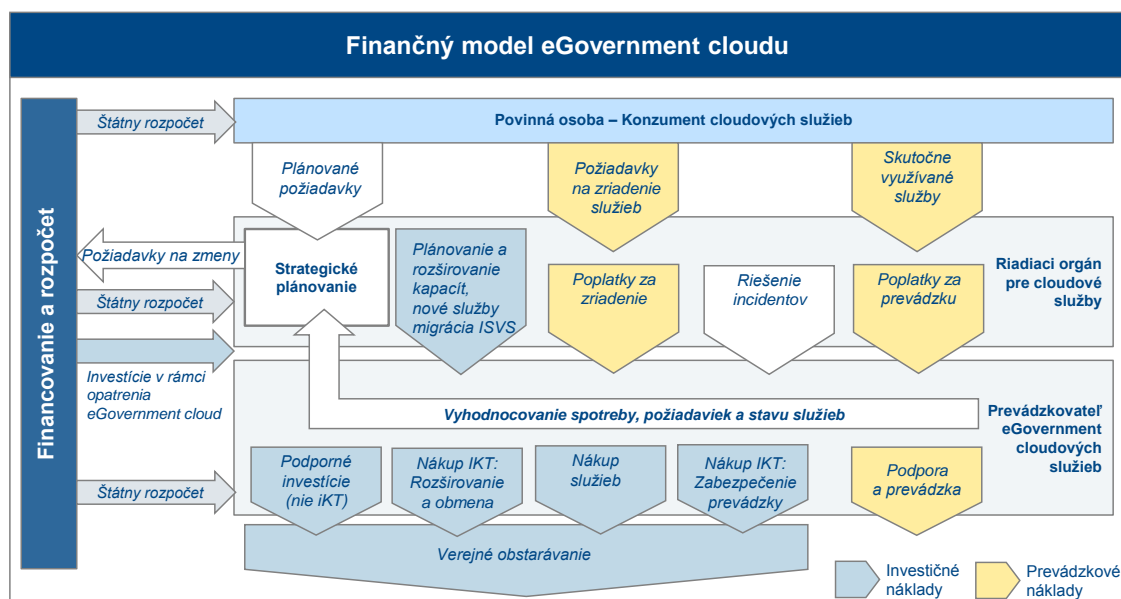 Finančný model eGovernment cloudu
Financovanie a rozpočet
Štátny rozpočet
Povinná osoba – Konzument cloudových služieb
Plánované
požiadavky
Požiadavky
na zriadenie
služieb
Skutočne
využívané
služby
Požiadavky na zmeny
Strategické
plánovanie
Plánovanie a
rozširovanie
kapacít,
nové služby
migrácia ISVS
Poplatky za
zriadenie
Riešenie
incidentov
Poplatky za
prevádzku
Riadiaci orgán
pre cloudové
služby
Štátny rozpočet
Investície v rámci
opatrenia
eGovernment cloud
Vyhodnocovanie spotreby, požiadaviek a stavu služieb
Prevádzkovateľ
eGovernment
cloudových
služieb
Štátny rozpočet
Podporné
investície
(nie iKT)
Nákup IKT:
Rozširovanie
a obmena
Nákup
služieb
Nákup IKT:
Zabezpečenie
prevádzky
Podpora
a prevádzka
Verejné obstarávanie
Investičné
náklady
Prevádzkové
náklady